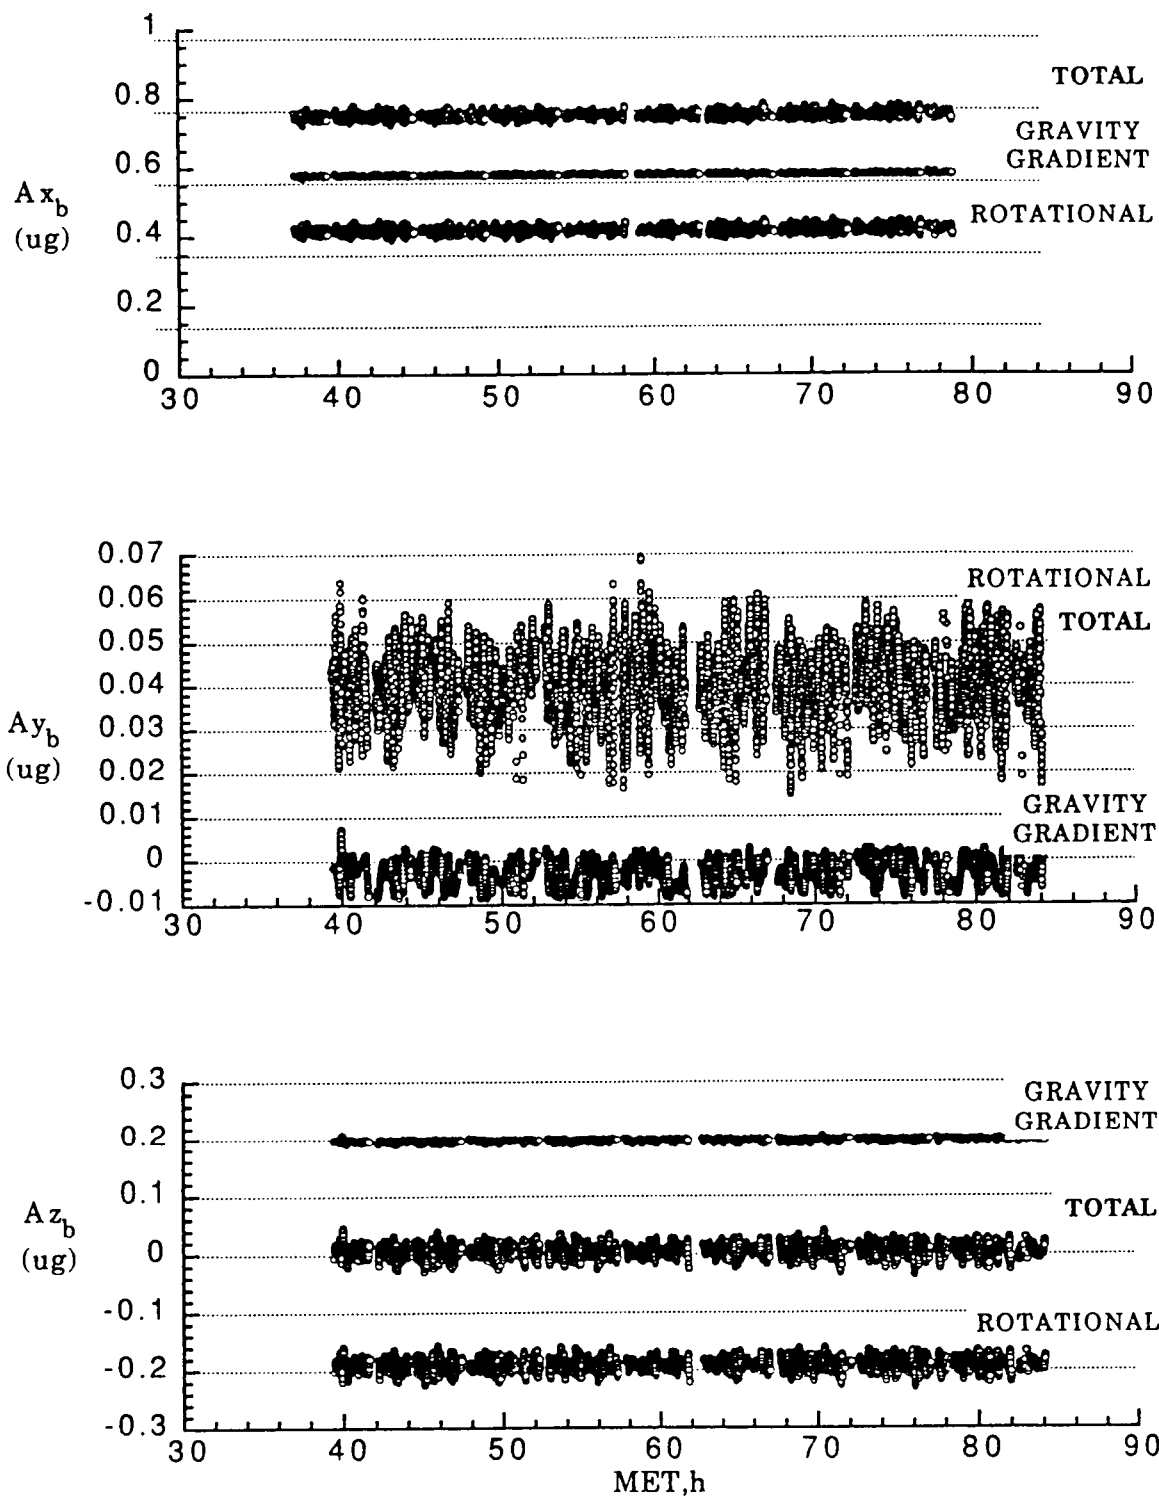 1
0.8
0.6
0.4
0.2
0
Ax_b
(ug)
TOTAL
GRAVITY
GRADIENT
ROTATIONAL
30 40 50 60 70 80 90
0.07
0.06
0.05
0.04
0.03
0.02
0.01
0
-0.01
Ay_b
(ug)
ROTATIONAL
TOTAL
GRAVITY
GRADIENT
30 40 50 60 70 80 90
0.3
0.2
0.1
0
-0.1
-0.2
-0.3
Az_b
(ug)
GRAVITY
GRADIENT
TOTAL
ROTATIONAL
30 40 50 60 70 80 90
MET,h